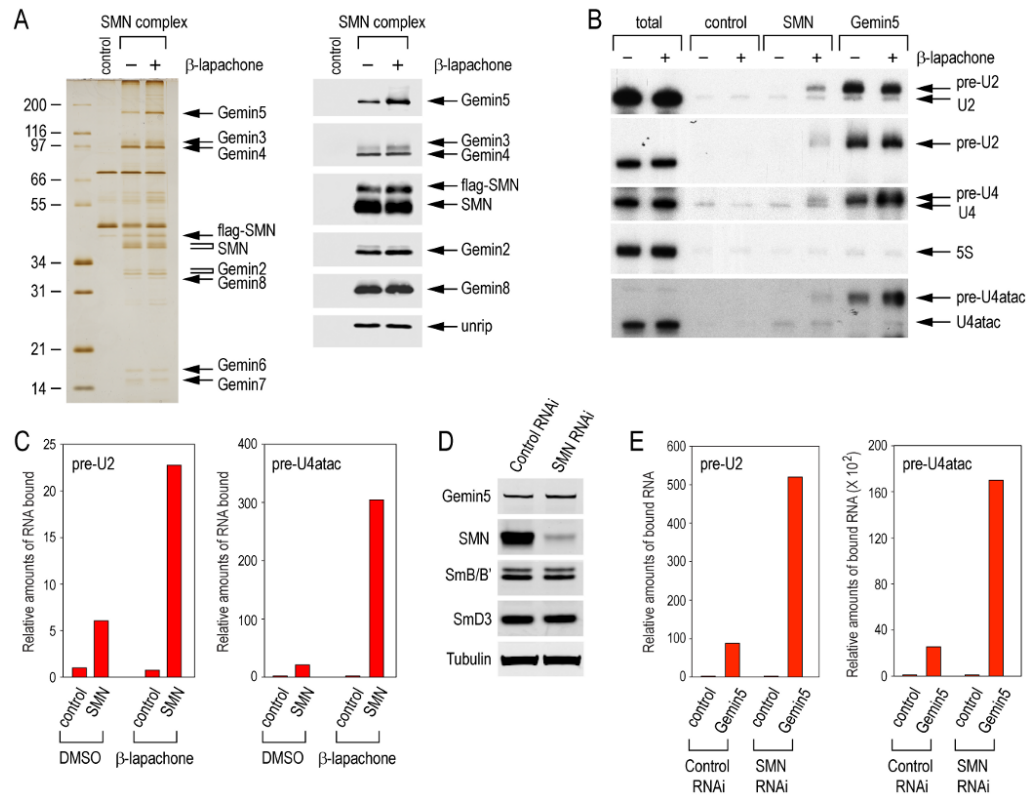 A
SMN complex
control
− +
β-lapachone
200
116
97
66
55
34
31
21
14
Gemin5
Gemin3
Gemin4
flag-SMN
SMN
Gemin2
Gemin8
Gemin6
Gemin7
SMN complex
control
− +
β-lapachone
Gemin5
Gemin3
Gemin4
flag-SMN
SMN
Gemin2
Gemin8
unrip
B
total control SMN Gemin5
− + − + − + − +
β-lapachone
pre-U2
U2
pre-U2
pre-U4
U4
5S
pre-U4atac
U4atac
C
Relative amounts of RNA bound
25
20
15
10
5
0
pre-U2
control SMN control SMN
DMSO β-lapachone
Relative amounts of RNA bound
400
300
200
100
0
pre-U4atac
control SMN control SMN
DMSO β-lapachone
D
Control RNAi
SMN RNAi
Gemin5
SMN
SmB/B'
SmD3
Tubulin
E
Relative amounts of bound RNA
600
500
400
300
200
100
0
pre-U2
control Gemin5 control Gemin5
Control RNAi
SMN RNAi
Relative amounts of bound RNA (X 10²)
200
160
120
80
40
0
pre-U4atac
control Gemin5 control Gemin5
Control RNAi
SMN RNAi